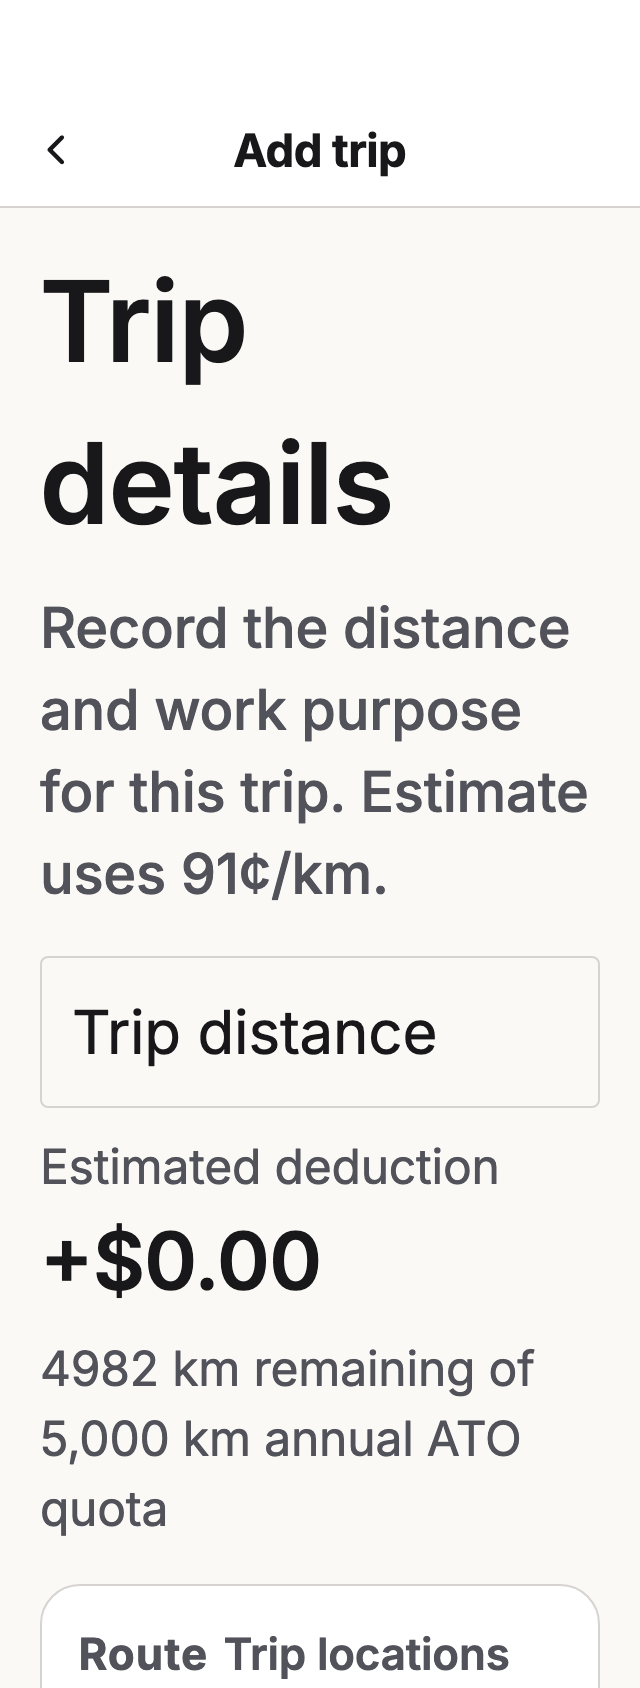 Add trip
Trip
details
Record the distance
and work purpose
for this trip. Estimate
uses 91¢/km.
Trip distance
Estimated deduction
+$0.00
4982 km remaining of
5,000 km annual ATO
quota
Route Trip locations